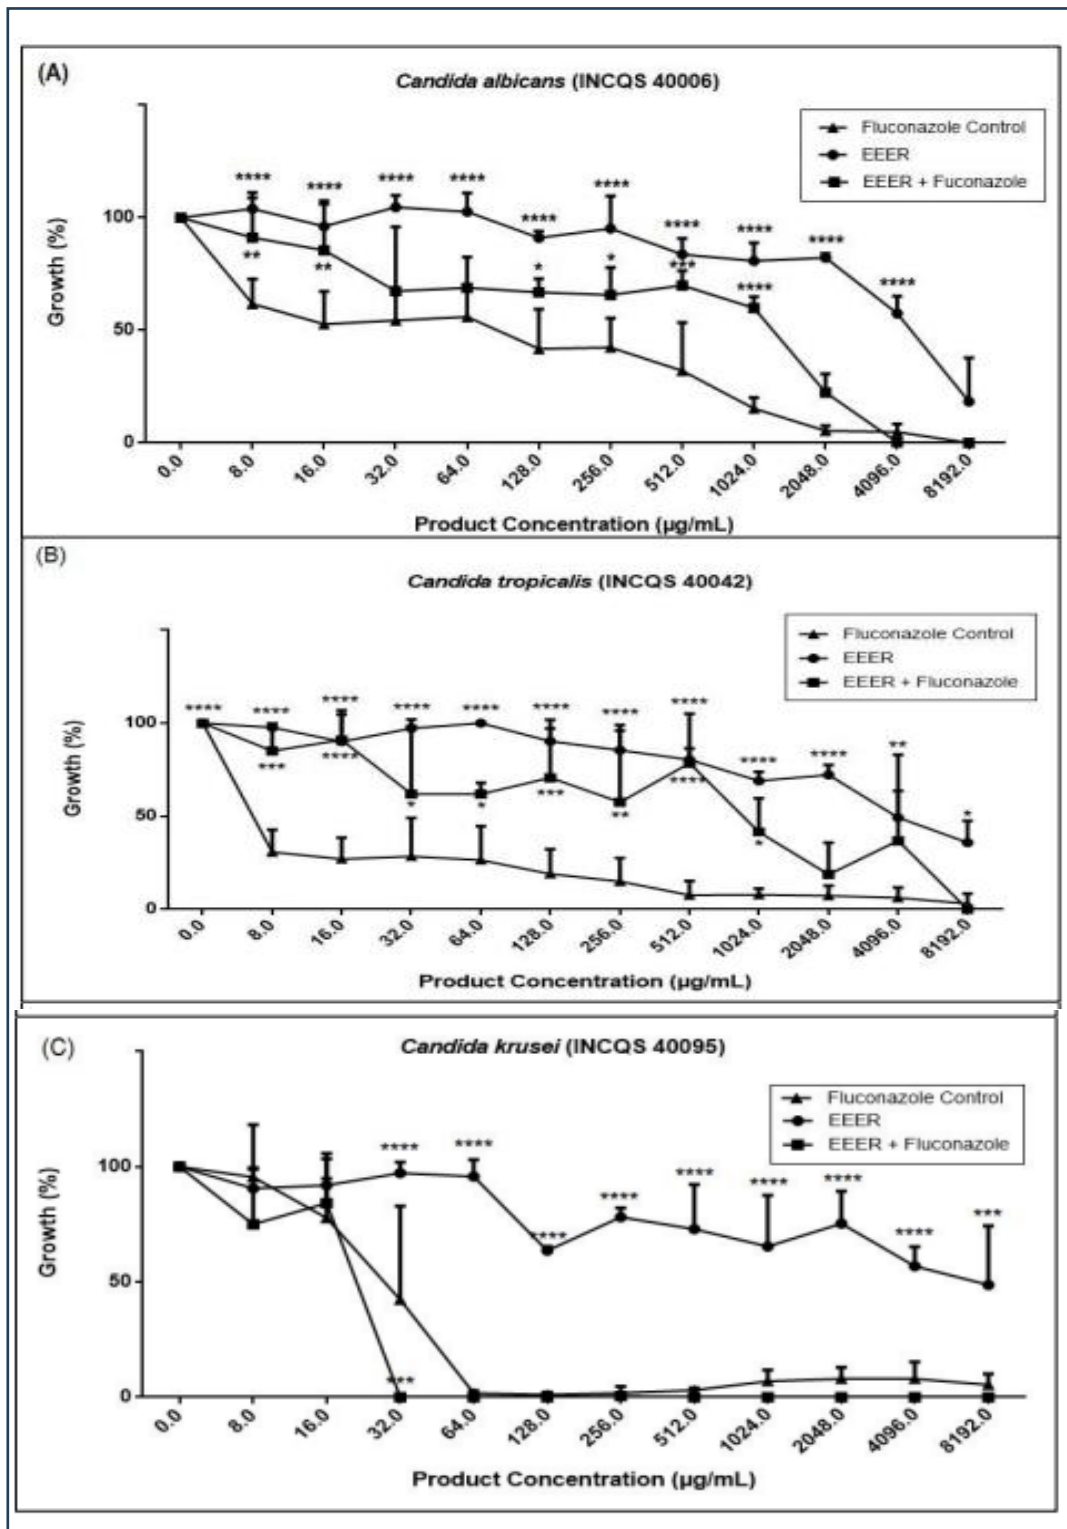 (A)
Candida albicans (INCQS 40006)
Fluconazole Control
EEER
EEER + Fuconazole
**** **** **** **** **** **** **** **** **** ****
** ** * * *** ****
100
50
0
Growth (%)
0.0 8.0 16.0 32.0 64.0 128.0 256.0 512.0 1024.0 2048.0 4096.0 8192.0
Product Concentration (µg/mL)
(B)
Candida tropicalis (INCQS 40042)
Fluconazole Control
EEER
EEER + Fluconazole
**** **** **** **** **** **** **** **** **** **** ** *
*** **** * * *** ** **** *
100
50
0
Growth (%)
0.0 8.0 16.0 32.0 64.0 128.0 256.0 512.0 1024.0 2048.0 4096.0 8192.0
Product Concentration (µg/mL)
(C)
Candida krusei (INCQS 40095)
Fluconazole Control
EEER
EEER + Fluconazole
**** **** **** **** **** **** **** **** ***
***
100
50
0
Growth (%)
0.0 8.0 16.0 32.0 64.0 128.0 256.0 512.0 1024.0 2048.0 4096.0 8192.0
Product Concentration (µg/mL)